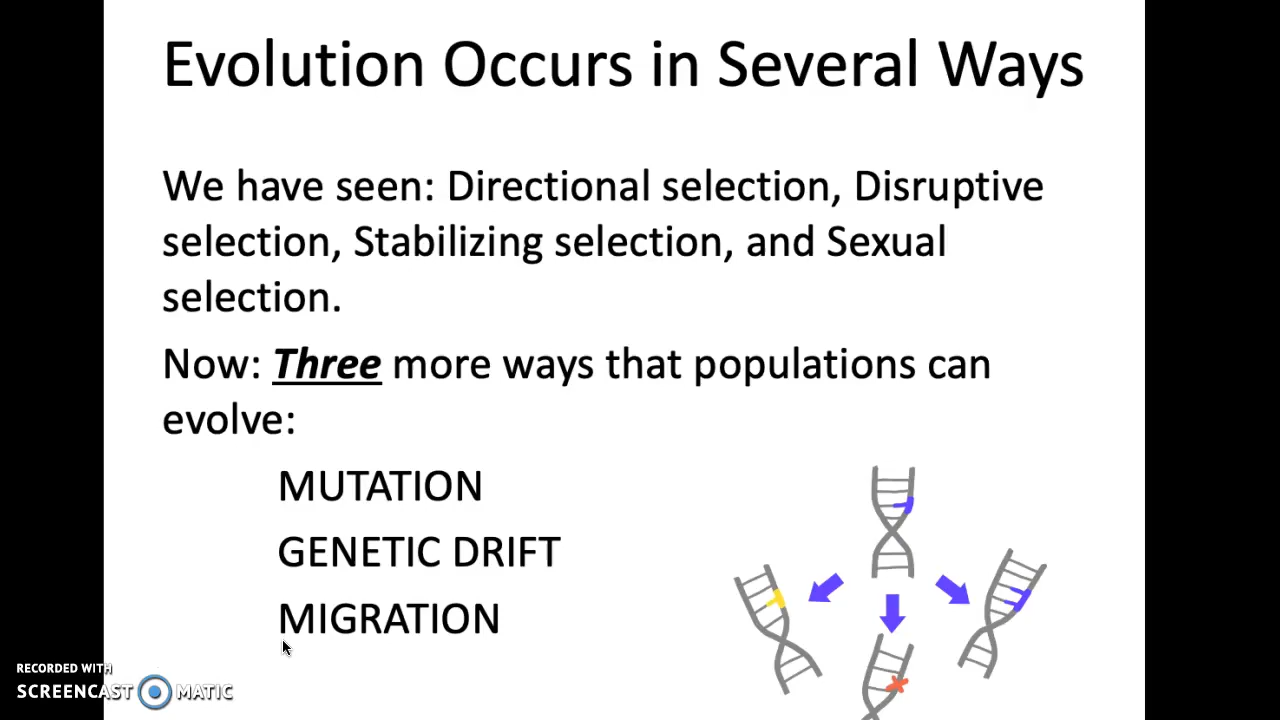 Evolution Occurs in Several Ways
We have seen: Directional selection, Disruptive
selection, Stabilizing selection, and Sexual
selection.
Now: Three more ways that populations can
evolve:
MUTATION
GENETIC DRIFT
MIGRATION
RECORDED WITH
SCREENCAST MATIC